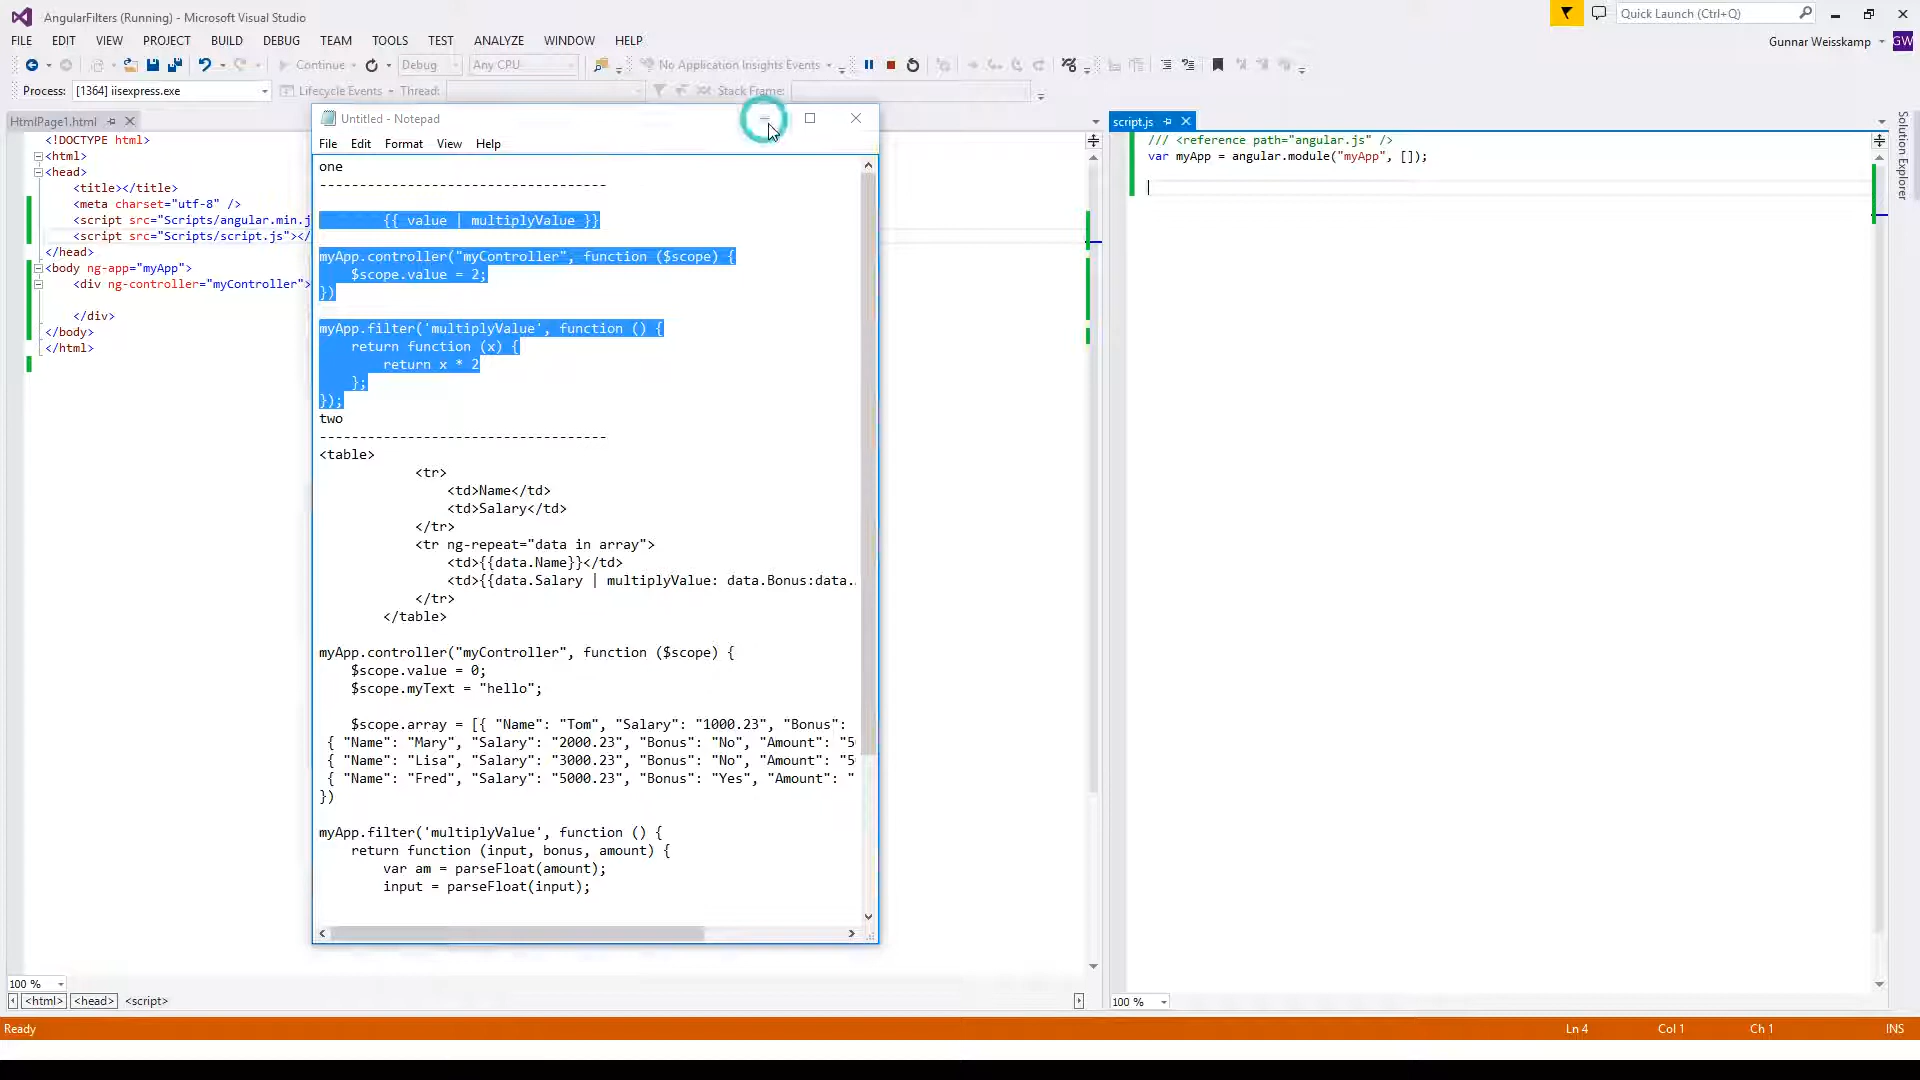 AngularFilters (Running) - Microsoft Visual Studio
Quick Launch (Ctrl+Q)
FILE EDIT VIEW PROJECT BUILD DEBUG TEAM TOOLS TEST ANALYZE WINDOW HELP
Gunnar Weisskamp GW
Continue Debug Any CPU No Application Insights Events
Process: [1364] iisexpress.exe Lifecycle Events Thread: Stack Frame:
HtmlPage1.html
<!DOCTYPE html>
<html>
<head>
<title></title>
<meta charset="utf-8" />
<script src="Scripts/angular.min.j
<script src="Scripts/script.js"></
</head>
<body ng-app="myApp">
<div ng-controller="myController">
</div>
</body>
</html>
Untitled - Notepad
File Edit Format View Help
one
------------------------------------
{{ value | multiplyValue }}
myApp.controller("myController", function ($scope) {
$scope.value = 2;
})
myApp.filter('multiplyValue', function () {
return function (x) {
return x * 2
};
});
two
------------------------------------
<table>
<tr>
<td>Name</td>
<td>Salary</td>
</tr>
<tr ng-repeat="data in array">
<td>{{data.Name}}</td>
<td>{{data.Salary | multiplyValue: data.Bonus:data.
</tr>
</table>
myApp.controller("myController", function ($scope) {
$scope.value = 0;
$scope.myText = "hello";
$scope.array = [{ "Name": "Tom", "Salary": "1000.23", "Bonus":
{ "Name": "Mary", "Salary": "2000.23", "Bonus": "No", "Amount": "5
{ "Name": "Lisa", "Salary": "3000.23", "Bonus": "No", "Amount": "5
{ "Name": "Fred", "Salary": "5000.23", "Bonus": "Yes", "Amount": "
})
myApp.filter('multiplyValue', function () {
return function (input, bonus, amount) {
var am = parseFloat(amount);
input = parseFloat(input);
script.js
/// <reference path="angular.js" />
var myApp = angular.module("myApp", []);
Solution Explorer
100 %
<html> <head> <script>
100 %
Ready
Ln 4 Col 1 Ch 1 INS